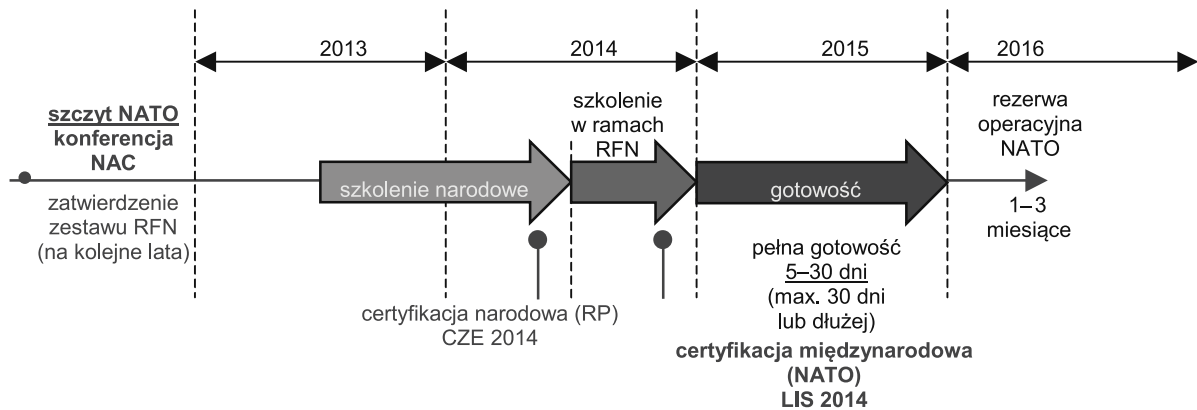 2013
2014
2015
2016
szczyt NATO
konferencja
NAC
zatwierdzenie
zestawu RFN
(na kolejne lata)
szkolenie narodowe
szkolenie
w ramach
RFN
gotowość
rezerwa
operacyjna
NATO
1–3
miesiące
certyfikacja narodowa (RP)
CZE 2014
pełna gotowość
5–30 dni
(max. 30 dni
lub dłużej)
certyfikacja międzynarodowa
(NATO)
LIS 2014